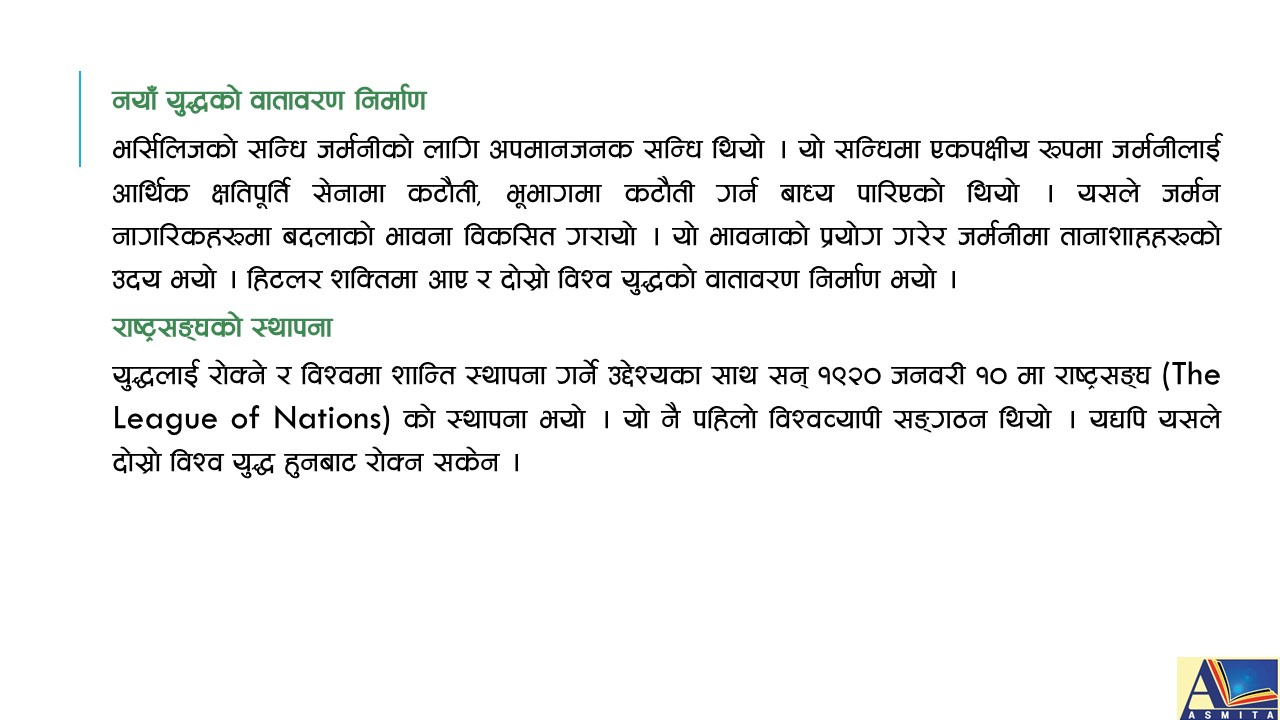 नयाँ युद्धको वातावरण निर्माण
भर्सिलिजको सन्धि जर्मनीको लागि अपमानजनक सन्धि थियो । यो सन्धिमा एकपक्षीय रुपमा जर्मनीलाई
आर्थिक क्षतिपूर्ति सेनामा कटौती, भूभागमा कटौती गर्न बाध्य पारिएको थियो । यसले जर्मन
नागरिकहरूमा बदलाको भावना विकसित गरायो । यो भावनाको प्रयोग गरेर जर्मनीमा तानाशाहहरूको
उदय भयो । हिटलर शक्तिमा आए र दोस्रो विश्व युद्धको वातावरण निर्माण भयो ।
राष्ट्रसङ्घको स्थापना
युद्धलाई रोक्ने र विश्वमा शान्ति स्थापना गर्ने उद्देश्यका साथ सन् १९२० जनवरी १० मा राष्ट्रसङ्घ (The
League of Nations) को स्थापना भयो । यो नै पहिलो विश्वव्यापी सङ्गठन थियो । यद्यपि यसले
दोस्रो विश्व युद्ध हुनबाट रोक्न सकेन ।
ASMITA